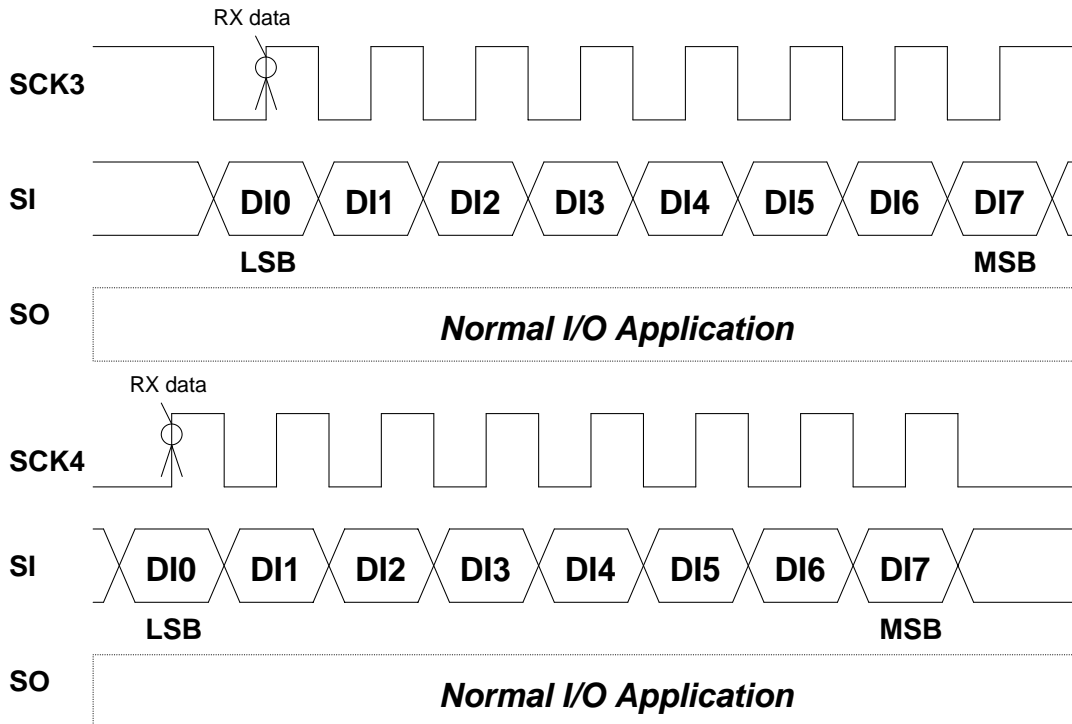 RX data
SCK3
SI DI0 DI1 DI2 DI3 DI4 DI5 DI6 DI7
LSB MSB
SO Normal I/O Application
RX data
SCK4
SI DI0 DI1 DI2 DI3 DI4 DI5 DI6 DI7
LSB MSB
SO Normal I/O Application